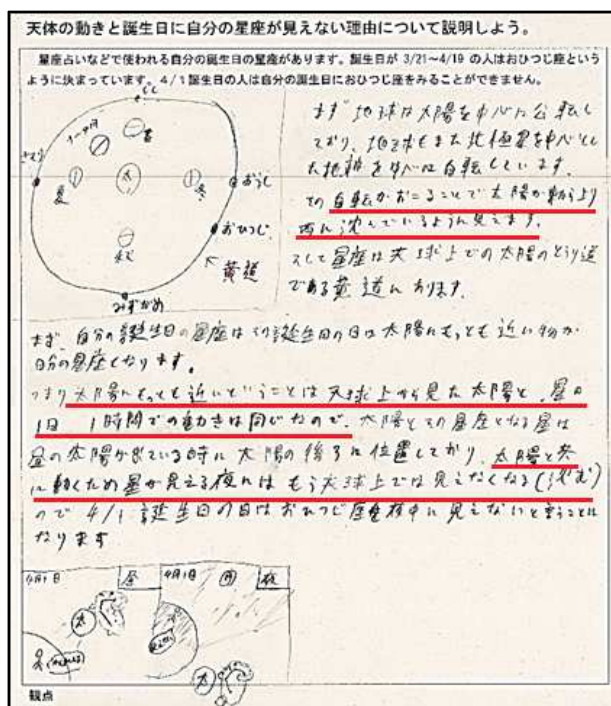 天体の動きと誕生日に自分の星座が見えない理由について説明しよう。
星座占いなどで使われる自分の誕生日の星座があります。誕生日が 3/21~4/19 の人はおひつじ座という
ように決まっています。4/1 誕生日の人は自分の誕生日におひつじ座をみることができません。
しし
春
さそり
夏
太
冬
おうし
おひつじ
秋
黄道
みずがめ
まず地球は太陽を中心に公転し
ており、地球もまた北極星を中心とし
た地軸を中心に自転しています。
その自転がおこることで太陽が東より
西に沈んでいるように見えます。
そして星座は天球上での太陽のとおり道
である黄道にあります。
まず、自分の誕生日の星座はその誕生日の日は太陽にもっとも近い物が
自分の星座となります。
つまり太陽にもっとも近いということは天球上から見た太陽と、星の
1日、1時間での動きは同じなので、太陽とその星座となる星は
昼の太陽が出ている時に太陽の後ろに位置しており、太陽と共
に動くため星が見える夜にはもう天球上では見えなくなる(沈む)
ので 4/1 誕生日の日はおひつじ座を夜中に見えないと言うことに
なります
4月1日 昼
4月1日 夜
太
太
観点